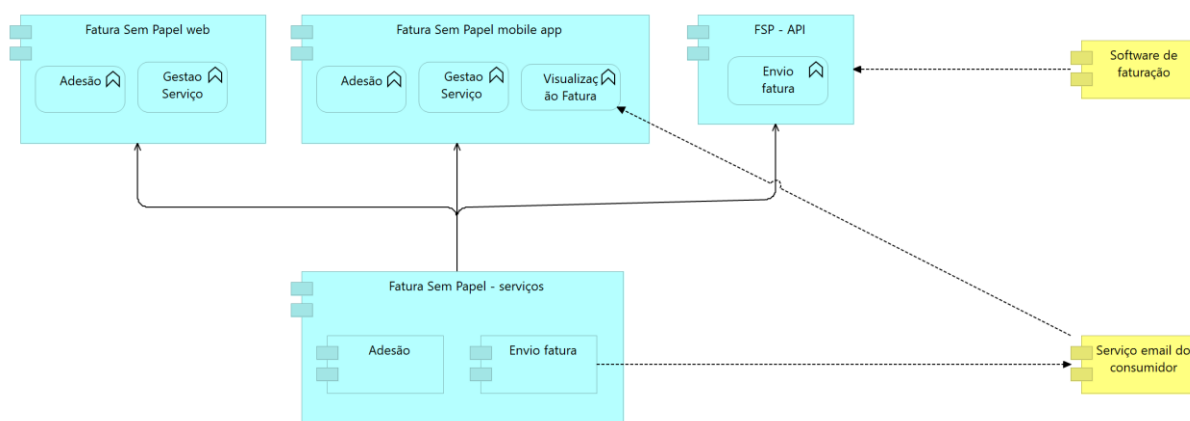 Fatura Sem Papel web
Adesão
Gestao
Serviço
Fatura Sem Papel mobile app
Adesão
Gestao
Serviço
Visualizaç
ão Fatura
FSP - API
Envio
fatura
Software de
faturação
Fatura Sem Papel - serviços
Adesão
Envio fatura
Serviço email do
consumidor